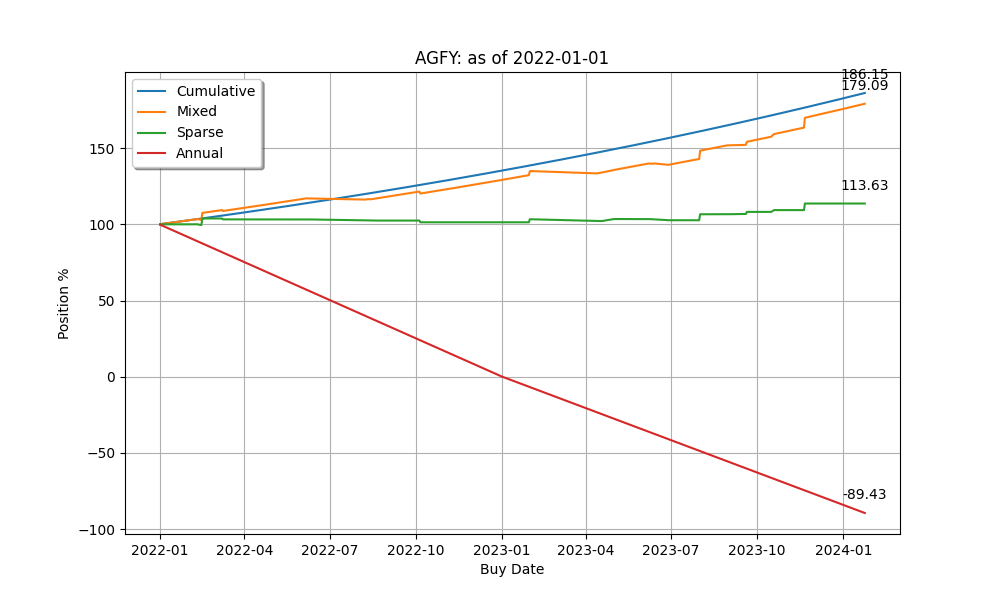 AGFY: as of 2022-01-01
Cumulative
Mixed
Sparse
Annual
186.15
179.09
113.63
-89.43
150
100
50
0
−50
−100
Position %
2022-01
2022-04
2022-07
2022-10
2023-01
2023-04
2023-07
2023-10
2024-01
Buy Date